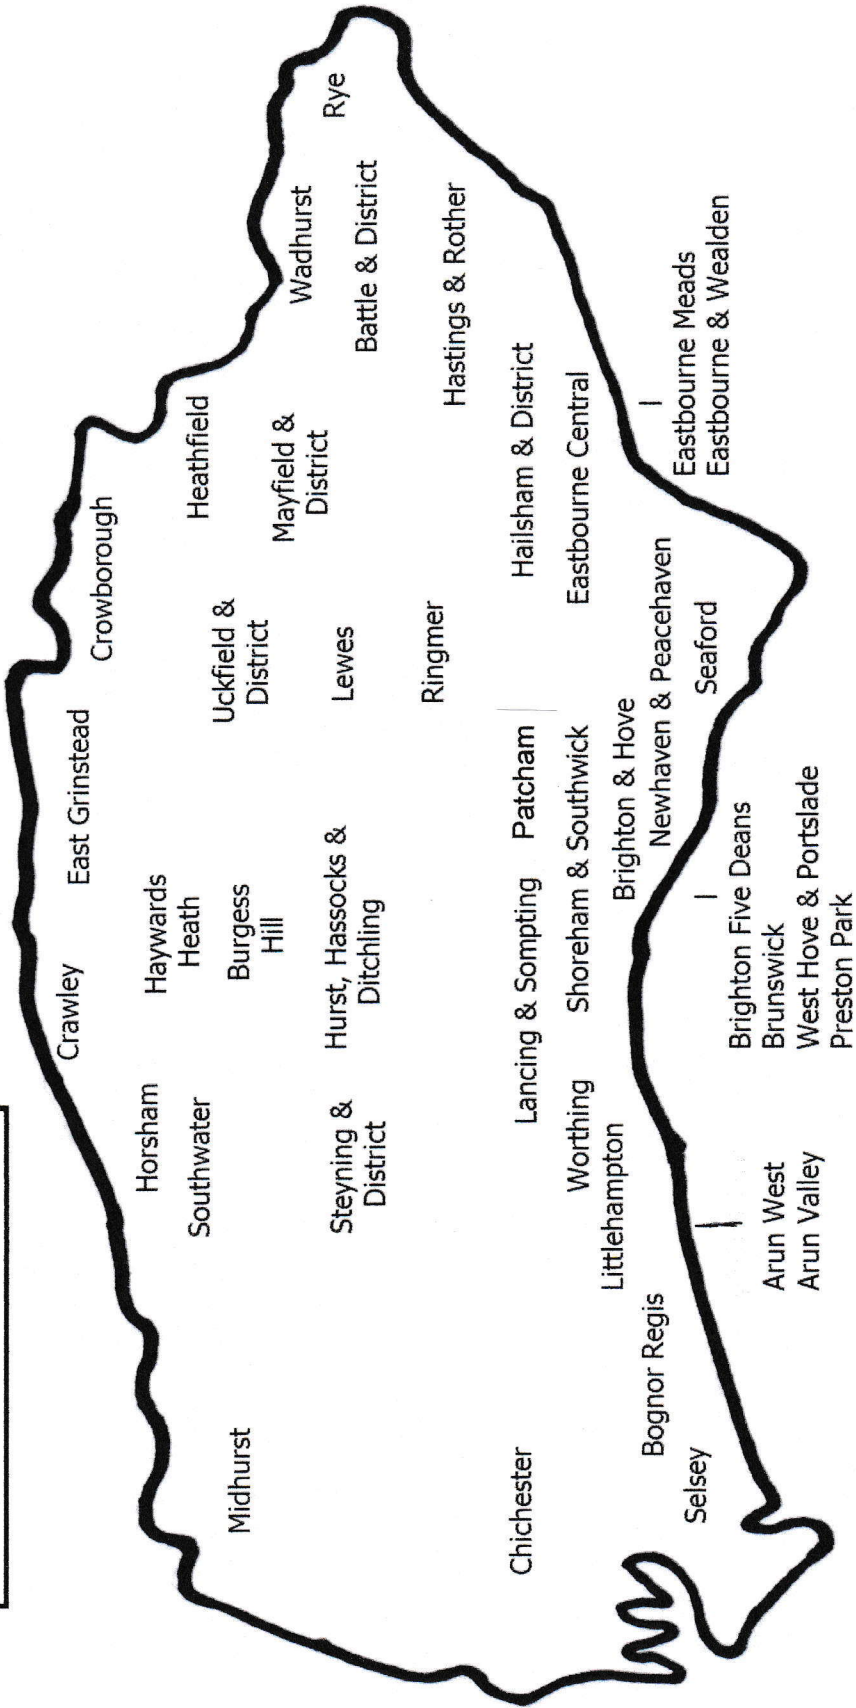 Crawley
East Grinstead
Crowborough
Horsham
Southwater
Haywards
Heath
Burgess
Hill
Heathfield
Uckfield &
District
Mayfield &
District
Wadhurst
Rye
Midhurst
Steyning &
District
Hurst, Hassocks &
Ditchling
Lewes
Battle & District
Ringmer
Hastings & Rother
Chichester
Lancing & Sompting
Patcham
Hailsham & District
Worthing
Shoreham & Southwick
Eastbourne Central
Littlehampton
Brighton & Hove
Bognor Regis
Newhaven & Peacehaven
Selsey
Seaford
Eastbourne Meads
Eastbourne & Wealden
Arun West
Arun Valley
Brighton Five Deans
Brunswick
West Hove & Portslade
Preston Park